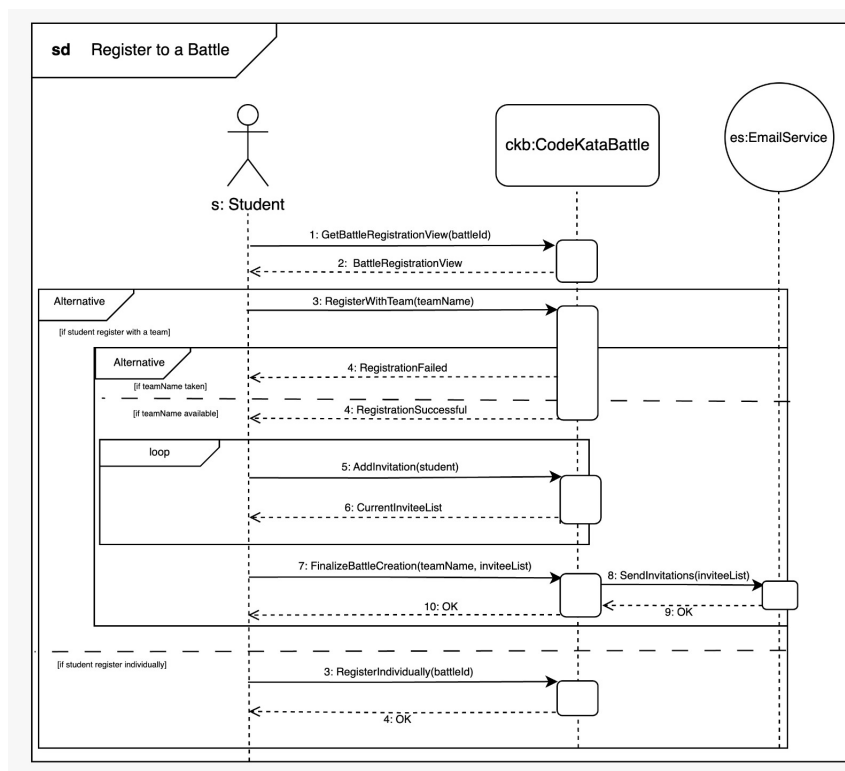 sd Register to a Battle
ckb:CodeKataBattle
es:EmailService
s: Student
1: GetBattleRegistrationView(battleId)
2: BattleRegistrationView
Alternative
3: RegisterWithTeam(teamName)
[if student register with a team]
Alternative
4: RegistrationFailed
[if teamName taken]
[if teamName available]
4: RegistrationSuccessful
loop
5: AddInvitation(student)
6: CurrentInviteeList
7: FinalizeBattleCreation(teamName, inviteeList)
8: SendInvitations(inviteeList)
10: OK
9: OK
[if student register individually]
3: RegisterIndividually(battleId)
4: OK